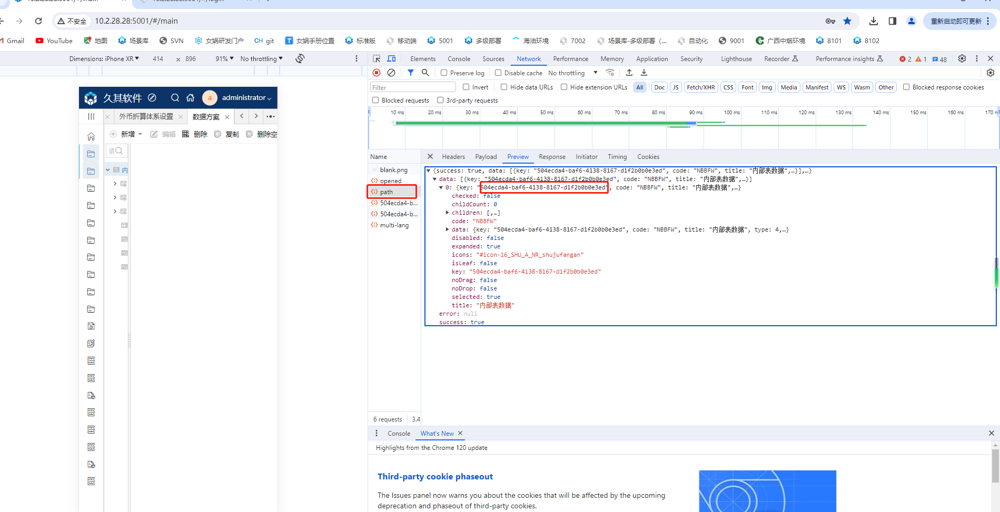 不安全 10.2.28.28:5001/#/main 重新启动即可更新
Gmail YouTube 地图 场景库 SVN 女娲研发门户 CH git T 女娲手册位置 标准版 移动端 5001 多级部署 海油环境 7002 场景库-多级部署 (... 自动化 9001 广西中烟环境 8101 8102
Dimensions: iPhone XR 414 x 896 91% No throttling
Elements Console Sources Network Performance Memory Application Security Lighthouse Recorder Performance insights 2 1 48
Preserve log Disable cache No throttling
Filter Invert Hide data URLs Hide extension URLs All Doc JS Fetch/XHR CSS Font Img Media Manifest WS Wasm Other Blocked response cookies
Blocked requests 3rd-party requests
10 ms 20 ms 30 ms 40 ms 50 ms 60 ms 70 ms 80 ms 90 ms 100 ms 110 ms 120 ms 130 ms 140 ms 150 ms 160 ms 170 n
久其软件 a administrator
外币折算体系设置 数据方案
新增 编辑 删除 复制 删除空
请
内
Name Headers Payload Preview Response Initiator Timing Cookies
blank.png
opened
path
504ecda4-b...
504ecda4-b...
multi-lang
{success: true, data: [{key: "504ecda4-baf6-4138-8167-d1f2b0b0e3ed", code: "NBBFW", title: "内部表数据",…}],…}
data: [{key: "504ecda4-baf6-4138-8167-d1f2b0b0e3ed", code: "NBBFW", title: "内部表数据",…}]
0: {key: "504ecda4-baf6-4138-8167-d1f2b0b0e3ed", code: "NBBFW", title: "内部表数据",…}
checked: false
childCount: 0
children: [,…]
code: "NBBFW"
data: {key: "504ecda4-baf6-4138-8167-d1f2b0b0e3ed", code: "NBBFW", title: "内部表数据", type: 4,…}
disabled: false
expanded: true
icons: "#icon-16_SHU_A_NR_shujufangan"
isLeaf: false
key: "504ecda4-baf6-4138-8167-d1f2b0b0e3ed"
noDrag: false
noDrop: false
selected: true
title: "内部表数据"
error: null
success: true
6 requests 3.4
Console What's New
Highlights from the Chrome 120 update
Third-party cookie phaseout
The Issues panel now warns you about the cookies that will be affected by the upcoming
deprecation and phaseout of third-party cookies.